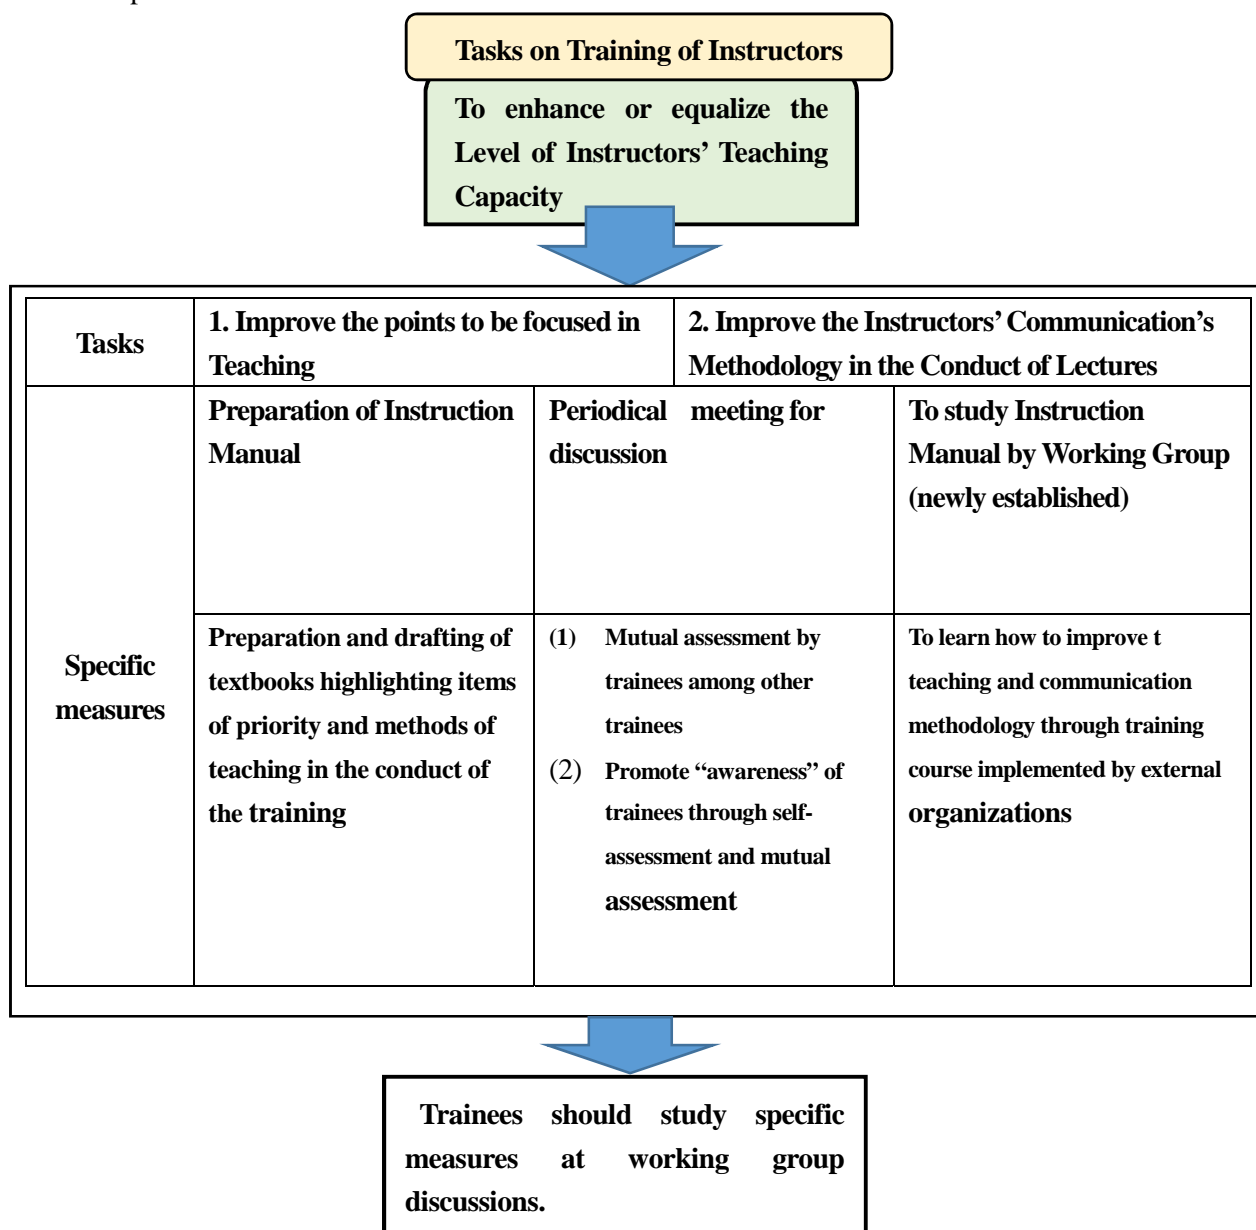 Tasks on Training of Instructors
To enhance or equalize the
Level of Instructors’ Teaching
Capacity
Tasks
1. Improve the points to be focused in
Teaching
2. Improve the Instructors’ Communication’s
Methodology in the Conduct of Lectures
Specific
measures
Preparation of Instruction
Manual
Periodical meeting for
discussion
To study Instruction
Manual by Working Group
(newly established)
Preparation and drafting of
textbooks highlighting items
of priority and methods of
teaching in the conduct of
the training
(1) Mutual assessment by
trainees among other
trainees
(2) Promote “awareness” of
trainees through self-
assessment and mutual
assessment
To learn how to improve t
teaching and communication
methodology through training
course implemented by external
organizations
Trainees should study specific
measures at working group
discussions.